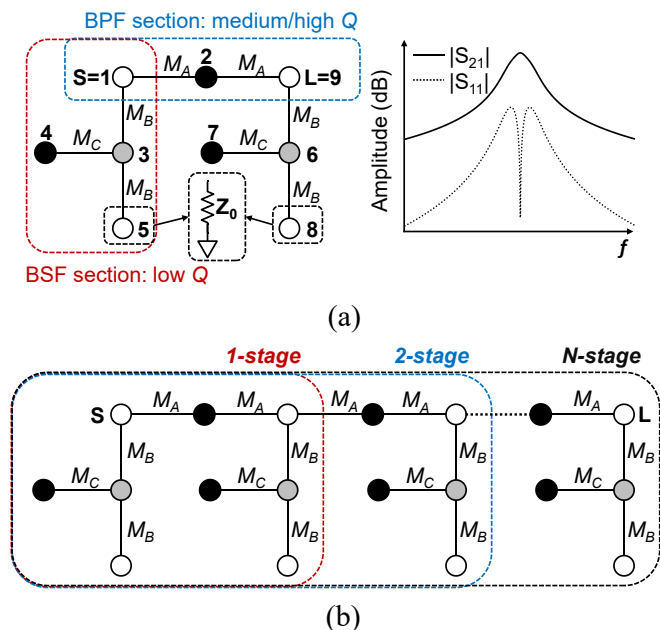 BPF section: medium/high Q
S=1
M_A
2
M_A
L=9
M_B
M_B
4
M_C
3
7
M_C
6
M_B
M_B
Z_0
5
8
BSF section: low Q
|S_21|
|S_11|
Amplitude (dB)
f
(a)
1-stage
2-stage
N-stage
S
M_A
M_A
M_A
M_A
M_A
L
M_B
M_B
M_B
M_B
M_C
M_C
M_C
M_C
M_B
M_B
M_B
M_B
(b)